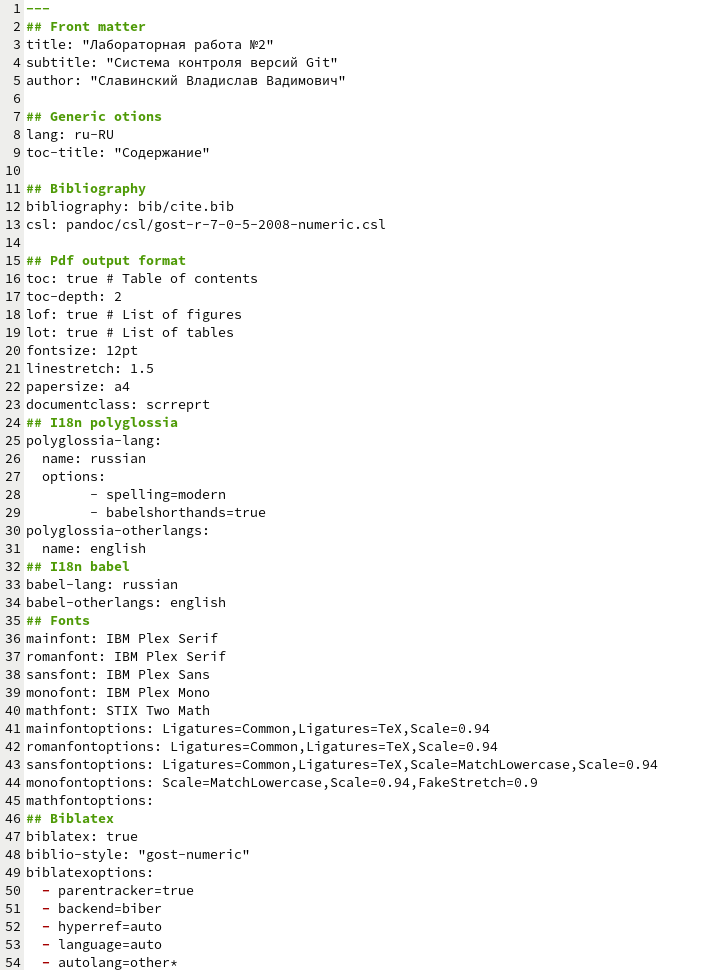 1 ---
2 ## Front matter
3 title: "Лабораторная работа №2"
4 subtitle: "Система контроля версий Git"
5 author: "Славинский Владислав Вадимович"
6
7 ## Generic otions
8 lang: ru-RU
9 toc-title: "Содержание"
10
11 ## Bibliography
12 bibliography: bib/cite.bib
13 csl: pandoc/csl/gost-r-7-0-5-2008-numeric.csl
14
15 ## Pdf output format
16 toc: true # Table of contents
17 toc-depth: 2
18 lof: true # List of figures
19 lot: true # List of tables
20 fontsize: 12pt
21 linestretch: 1.5
22 papersize: a4
23 documentclass: scrreprt
24 ## I18n polyglossia
25 polyglossia-lang:
26   name: russian
27   options:
28         - spelling=modern
29         - babelshorthands=true
30 polyglossia-otherlangs:
31   name: english
32 ## I18n babel
33 babel-lang: russian
34 babel-otherlangs: english
35 ## Fonts
36 mainfont: IBM Plex Serif
37 romanfont: IBM Plex Serif
38 sansfont: IBM Plex Sans
39 monofont: IBM Plex Mono
40 mathfont: STIX Two Math
41 mainfontoptions: Ligatures=Common,Ligatures=TeX,Scale=0.94
42 romanfontoptions: Ligatures=Common,Ligatures=TeX,Scale=0.94
43 sansfontoptions: Ligatures=Common,Ligatures=TeX,Scale=MatchLowercase,Scale=0.94
44 monofontoptions: Scale=MatchLowercase,Scale=0.94,FakeStretch=0.9
45 mathfontoptions:
46 ## Biblatex
47 biblatex: true
48 biblio-style: "gost-numeric"
49 biblatexoptions:
50   - parentracker=true
51   - backend=biber
52   - hyperref=auto
53   - language=auto
54   - autolang=other*